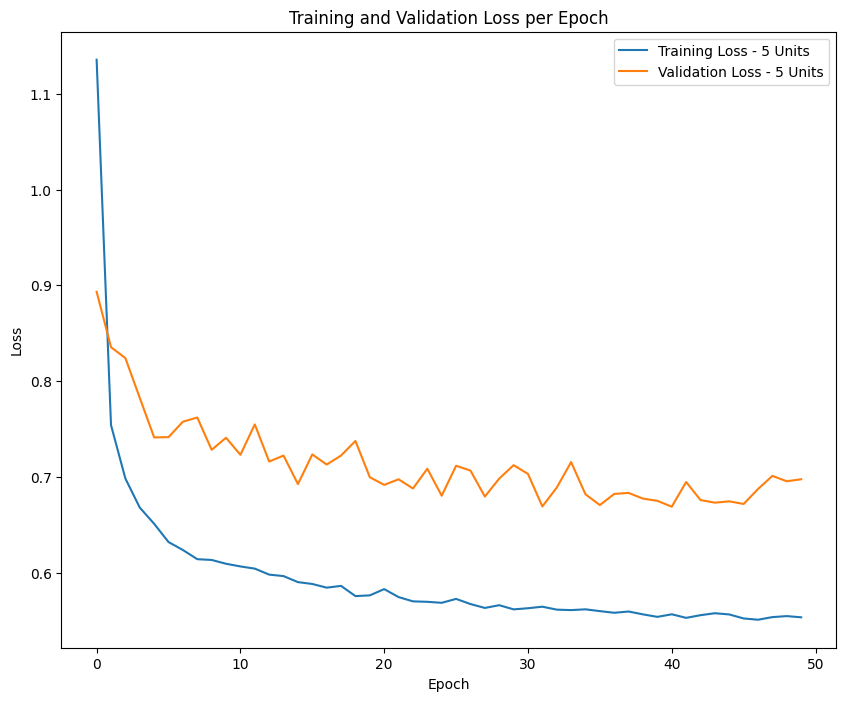 Training and Validation Loss per Epoch
Training Loss - 5 Units
Validation Loss - 5 Units
1.1
1.0
0.9
0.8
0.7
0.6
Loss
0
10
20
30
40
50
Epoch